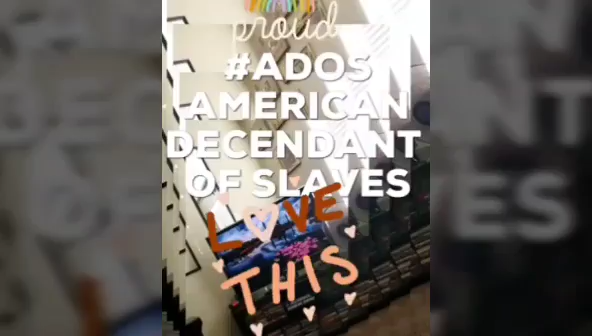 proud
#ADOS
AMERICAN
DECENDANT
OF SLAVES
LOVE
THIS